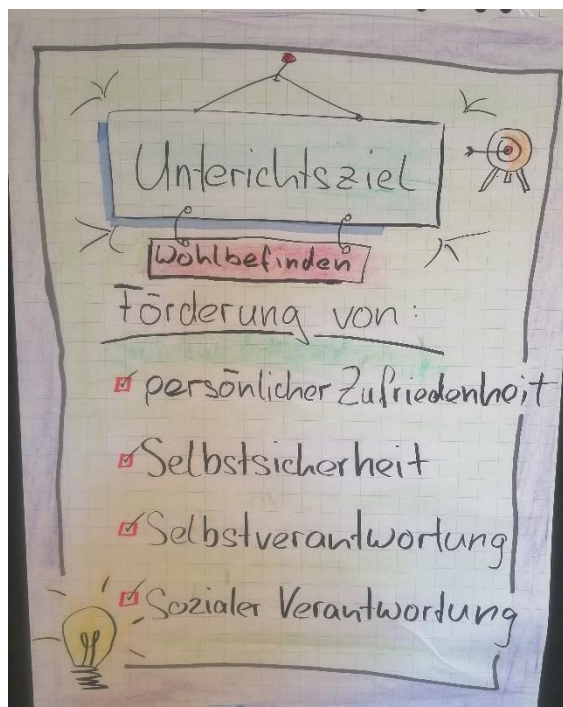 Unterichtsziel
Wohlbefinden
Förderung von:
persönlicher Zufriedenheit
Selbstsicherheit
Selbstverantwortung
Sozialer Verantwortung